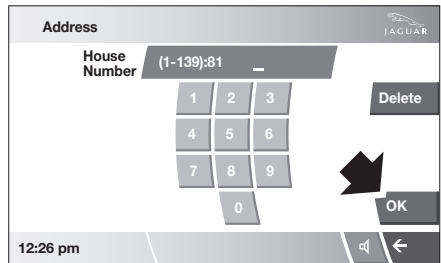 Address
JAGUAR
House
Number
(1-139):81 _
1 2 3
Delete
4 5 6
7 8 9
0
OK
12:26 pm